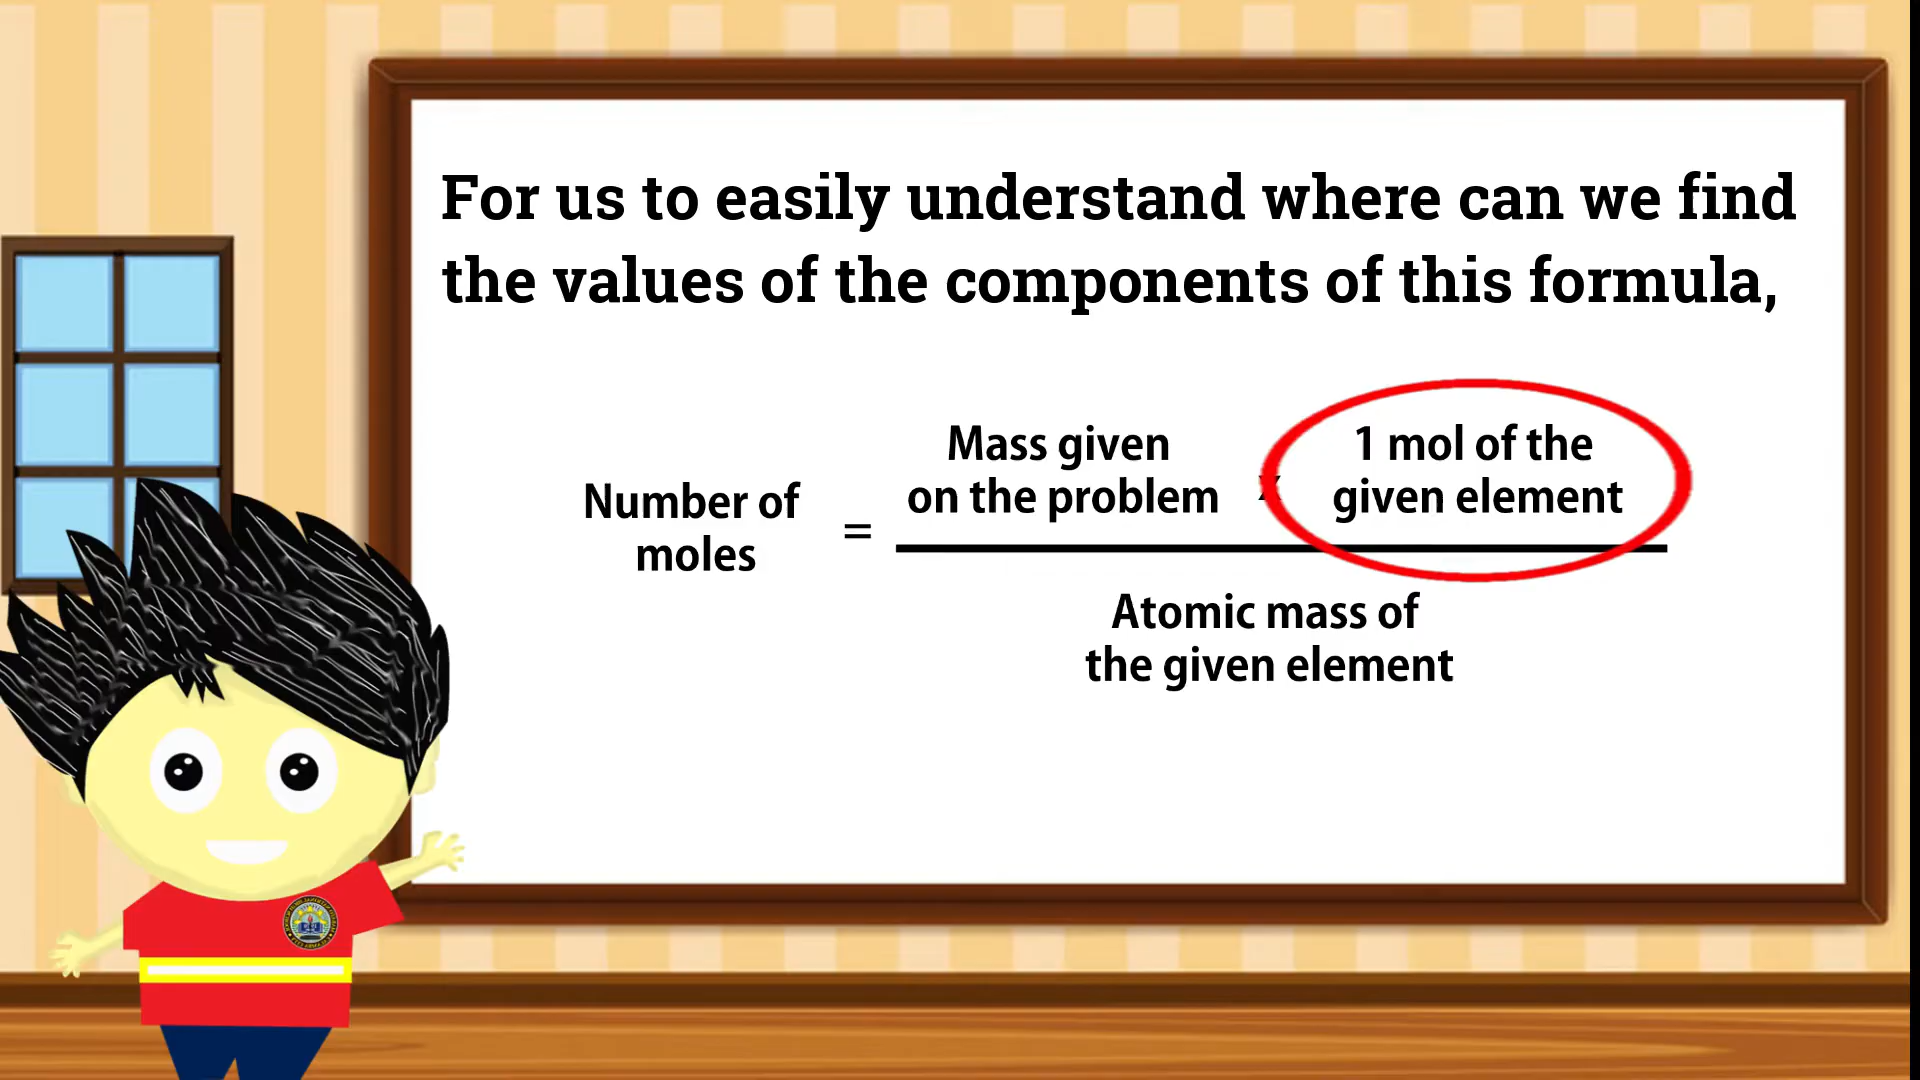 For us to easily understand where can we find
the values of the components of this formula,
Number of
moles
=
Mass given
on the problem
x
1 mol of the
given element
Atomic mass of
the given element